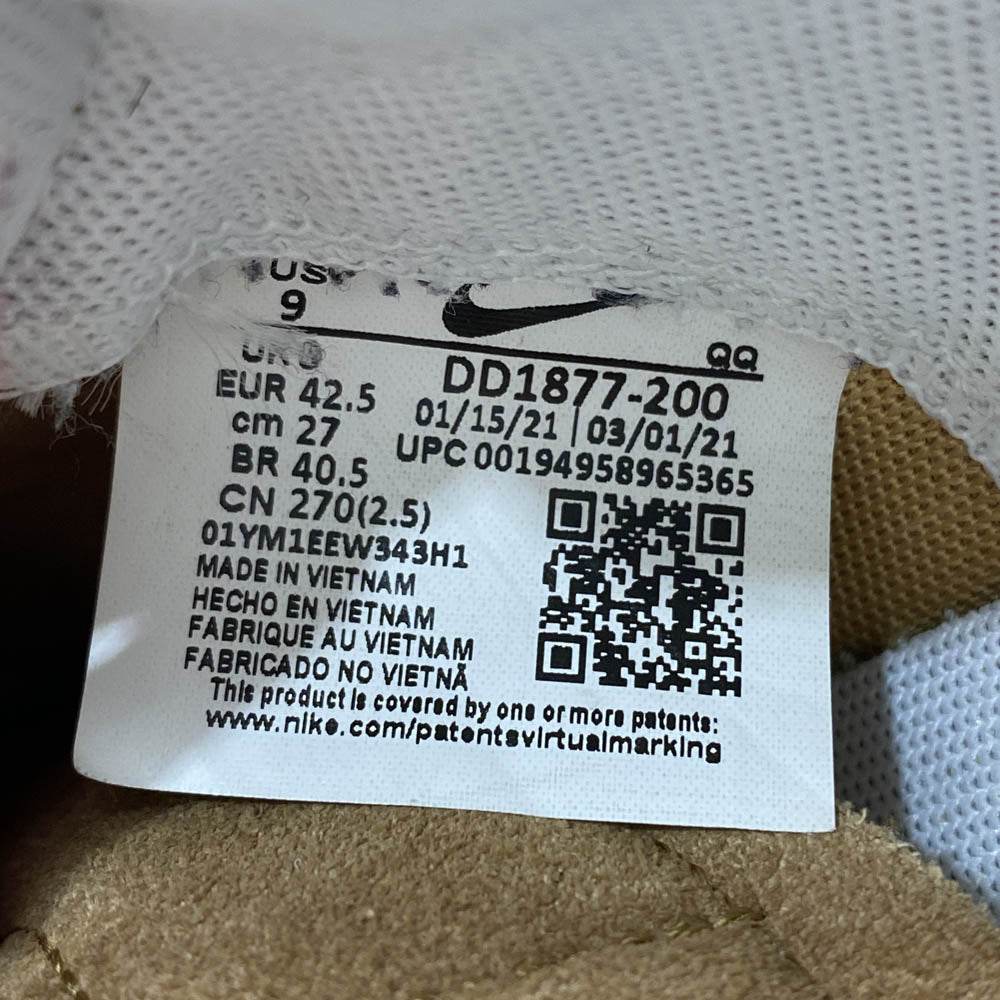 US
9
QQ
UK 8
EUR 42.5
cm 27
BR 40.5
CN 270(2.5)
DD1877-200
01/15/21 | 03/01/21
UPC 00194958965365
01YM1EEW343H1
MADE IN VIETNAM
HECHO EN VIETNAM
FABRIQUE AU VIETNAM
FABRICADO NO VIETNÃ
This product is covered by one or more patents:
www.nike.com/patentsvirtualmarking